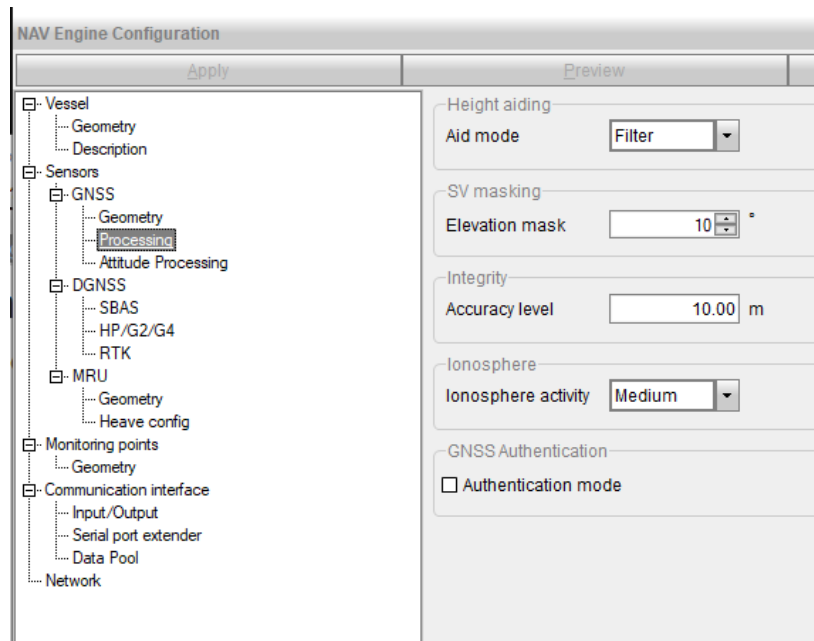 NAV Engine Configuration
Apply
Preview
Vessel
Geometry
Description
Sensors
GNSS
Geometry
Processing
Attitude Processing
DGNSS
SBAS
HP/G2/G4
RTK
MRU
Geometry
Heave config
Monitoring points
Geometry
Communication interface
Input/Output
Serial port extender
Data Pool
Network
Height aiding
Aid mode Filter
SV masking
Elevation mask 10 °
Integrity
Accuracy level 10.00 m
Ionosphere
Ionosphere activity Medium
GNSS Authentication
Authentication mode